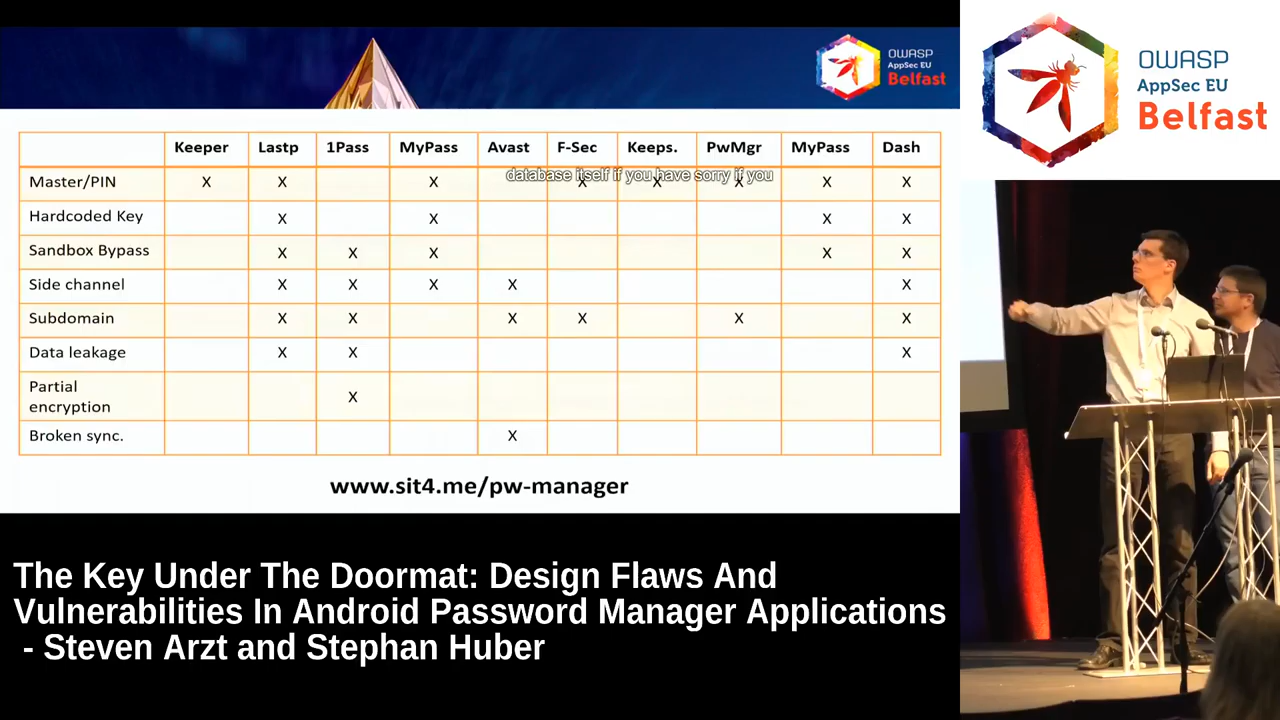 OWASP
AppSec EU
Belfast
OWASP
AppSec EU
Belfast
Keeper Lastp 1Pass MyPass Avast F-Sec Keeps. PwMgr MyPass Dash
database itself if you have sorry if you
Master/PIN X X X X X X X X
Hardcoded Key X X X X
Sandbox Bypass X X X X X
Side channel X X X X X
Subdomain X X X X X X
Data leakage X X X
Partial
encryption X
Broken sync. X
www.sit4.me/pw-manager
The Key Under The Doormat: Design Flaws And
Vulnerabilities In Android Password Manager Applications
- Steven Arzt and Stephan Huber